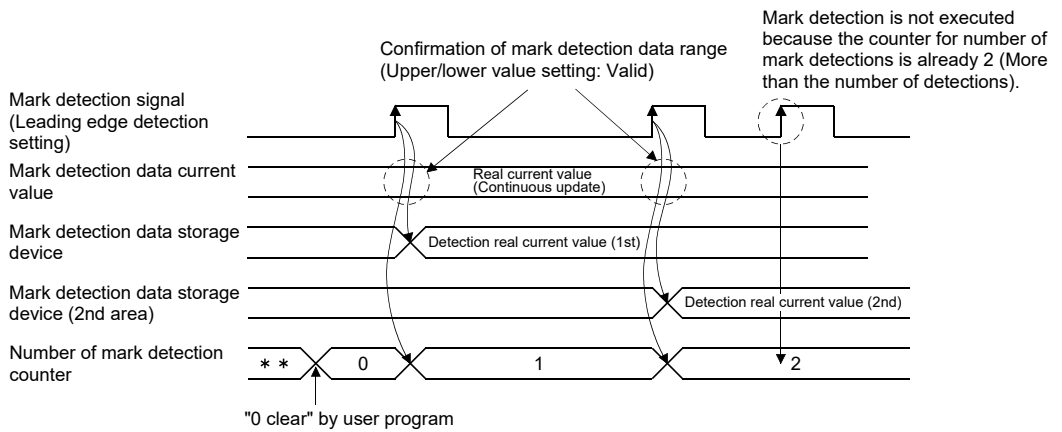 Mark detection is not executed
because the counter for number of
mark detections is already 2 (More
than the number of detections).
Confirmation of mark detection data range
(Upper/lower value setting: Valid)
Mark detection signal
(Leading edge detection
setting)
Mark detection data current
value
Real current value
(Continuous update)
Mark detection data storage
device
Detection real current value (1st)
Mark detection data storage
device (2nd area)
Detection real current value (2nd)
Number of mark detection
counter
* * 0 1 2
"0 clear" by user program